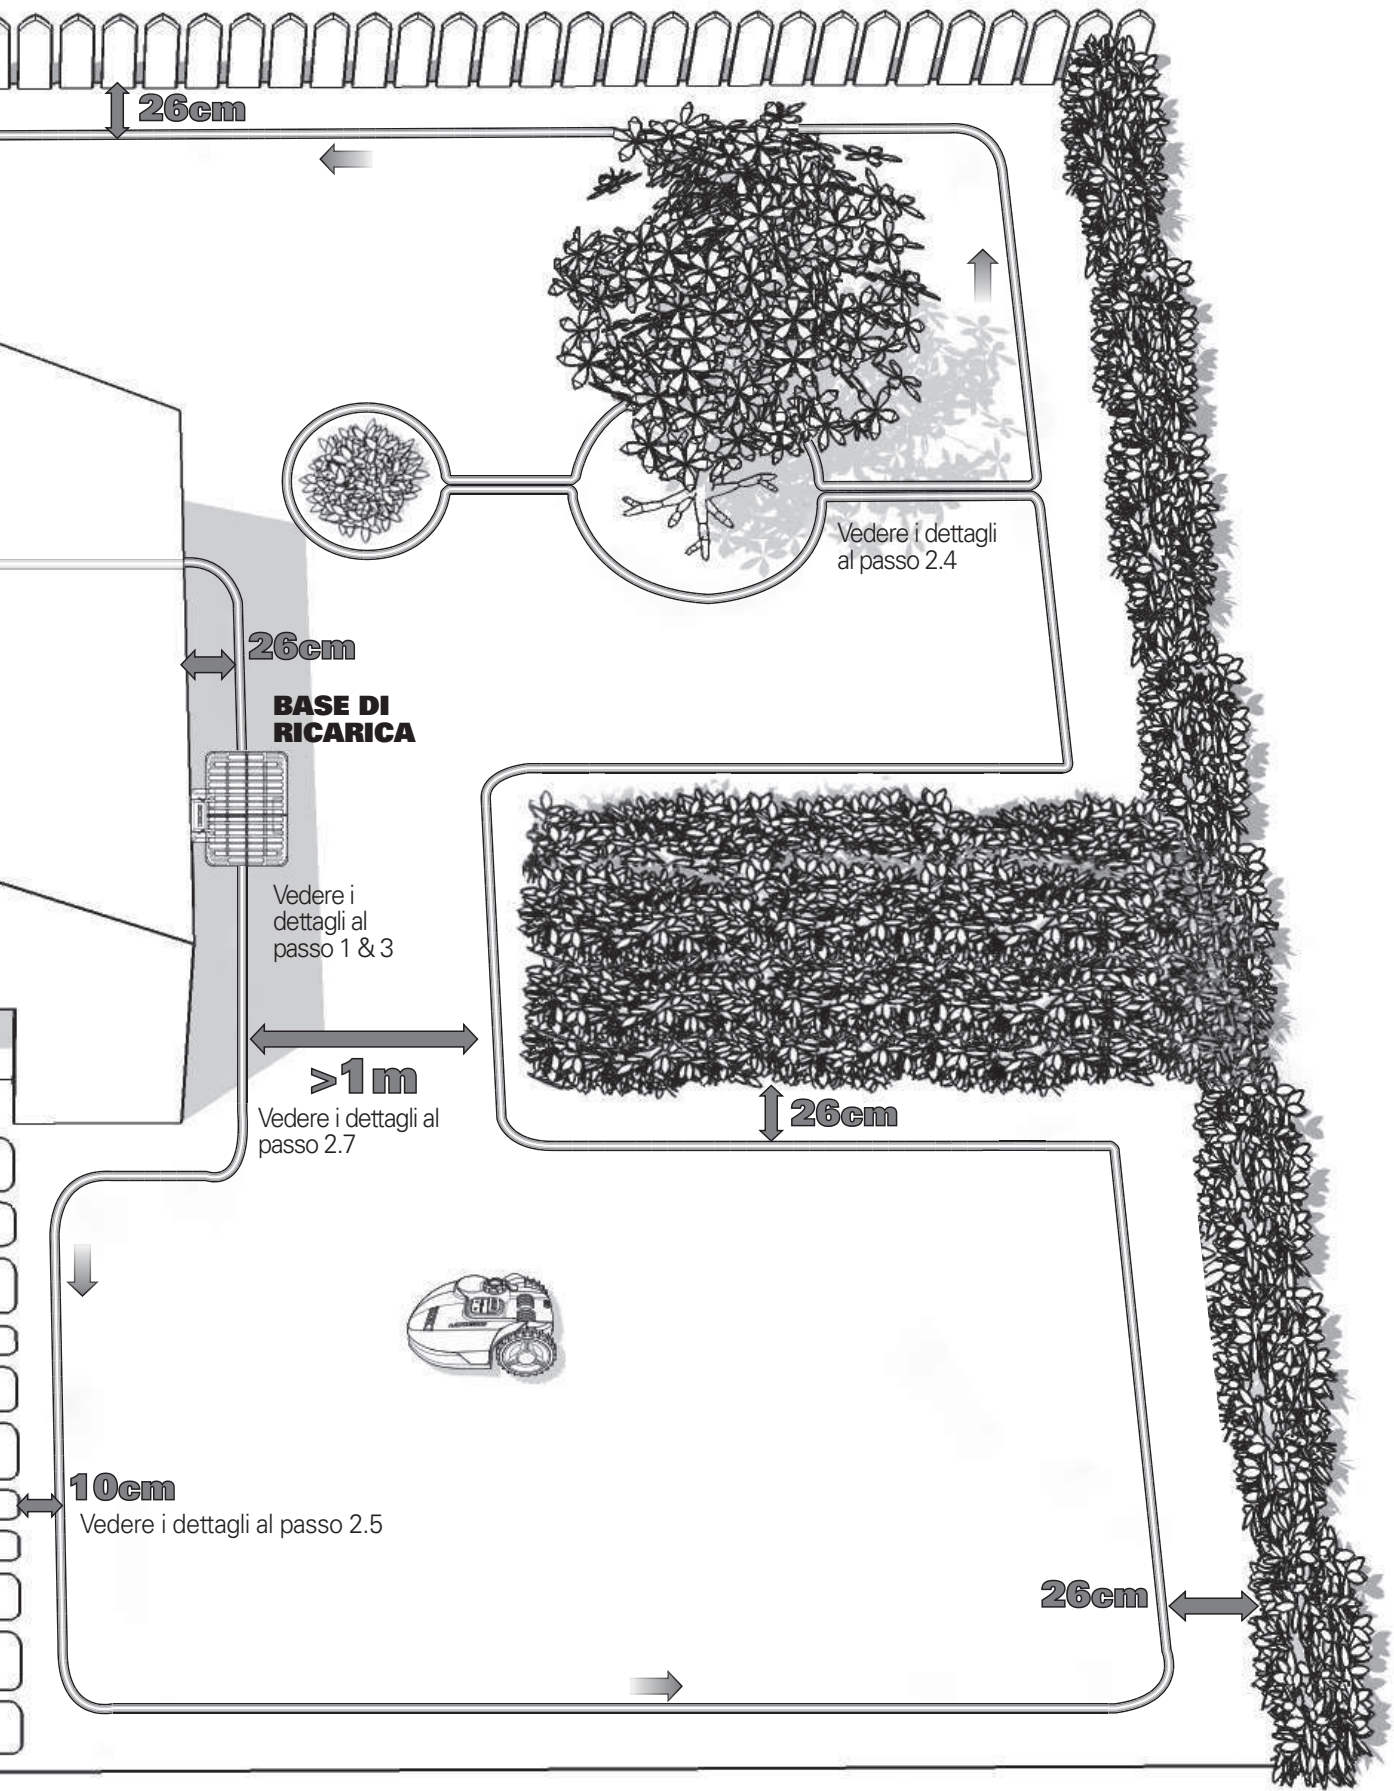 26cm
Vedere i dettagli
al passo 2.4
26cm
BASE DI
RICARICA
Vedere i
dettagli al
passo 1 & 3
>1m
Vedere i dettagli al
passo 2.7
26cm
10cm
Vedere i dettagli al passo 2.5
26cm